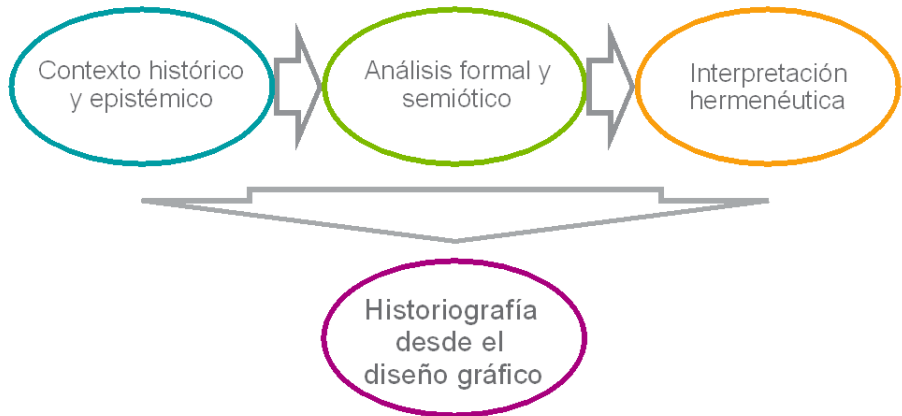 Contexto histórico
y epistémico
Análisis formal y
semiótico
Interpretación
hermenéutica
Historiografía
desde el
diseño gráfico